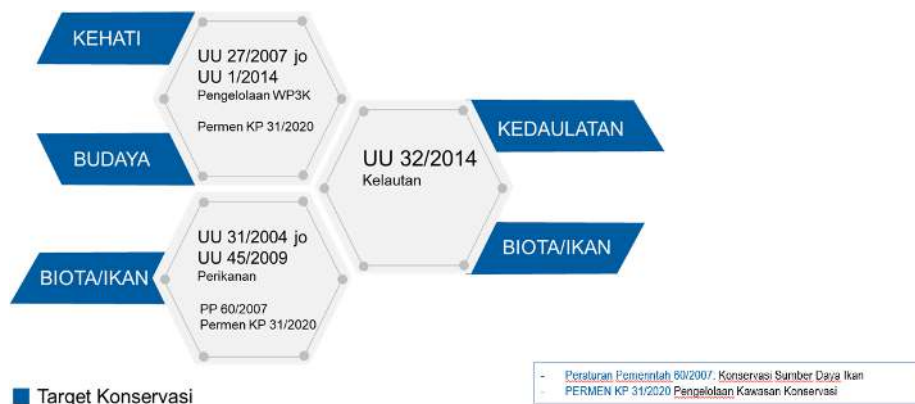 KEHATI
UU 27/2007 jo
UU 1/2014
Pengelolaan WP3K
Permen KP 31/2020
BUDAYA
UU 32/2014
Kelautan
KEDAULATAN
UU 31/2004 jo
UU 45/2009
Perikanan
PP 60/2007
Permen KP 31/2020
BIOTA/IKAN
BIOTA/IKAN
Target Konservasi
- Peraturan Pemerintah 60/2007: Konservasi Sumber Daya Ikan
- PERMEN KP 31/2020 Pengelolaan Kawasan Konservasi